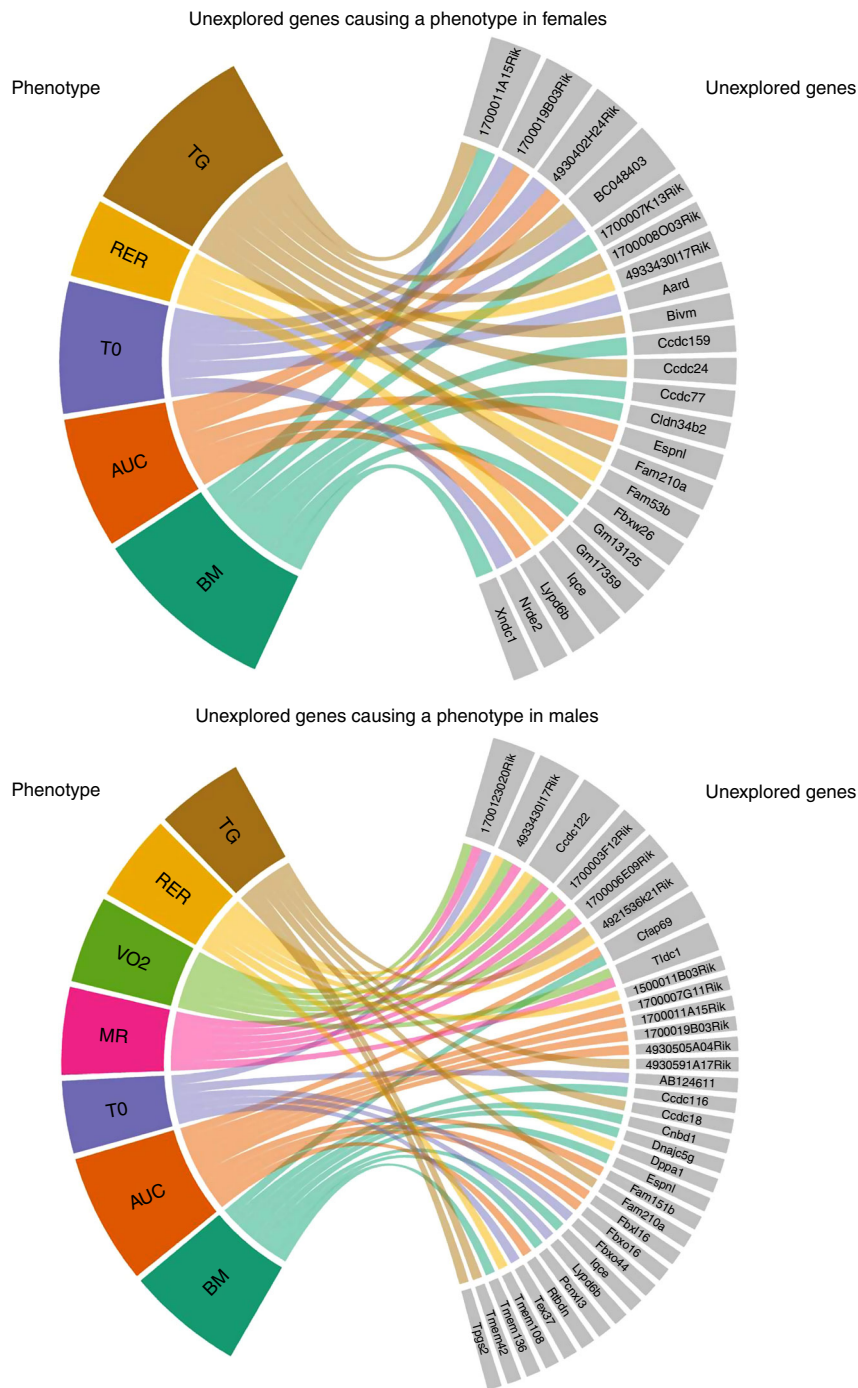 Unexplored genes causing a phenotype in females
Phenotype
Unexplored genes
TG
RER
T0
AUC
BM
1700011A15Rik
1700019B03Rik
4930402H24Rik
BC048403
1700007K13Rik
1700008O03Rik
4933430I17Rik
Aard
Bivm
Ccdc159
Ccdc24
Ccdc77
Cldn34b2
Espnl
Fam210a
Fam53b
Fbxw26
Gm13125
Gm17359
Iqce
Lypd6b
Nrde2
Xndc1
Unexplored genes causing a phenotype in males
Phenotype
Unexplored genes
TG
RER
VO2
MR
T0
AUC
BM
1700123020Rik
4933430I17Rik
Ccdc122
1700003F12Rik
1700006E09Rik
4921536k21Rik
Cfap69
Tldc1
1500011B03Rik
1700007G11Rik
1700011A15Rik
1700019B03Rik
4930505A04Rik
4930591A17Rik
AB124611
Ccdc116
Ccdc18
Cnbd1
Dnajc5g
Dppa1
Espnl
Fam151b
Fam210a
Fbxl16
Fbxo16
Fbxo44
Iqce
Lypd6b
Pcnxl3
Rtbdn
Tex37
Tmem108
Tmem136
Tmem42
Tpgs2